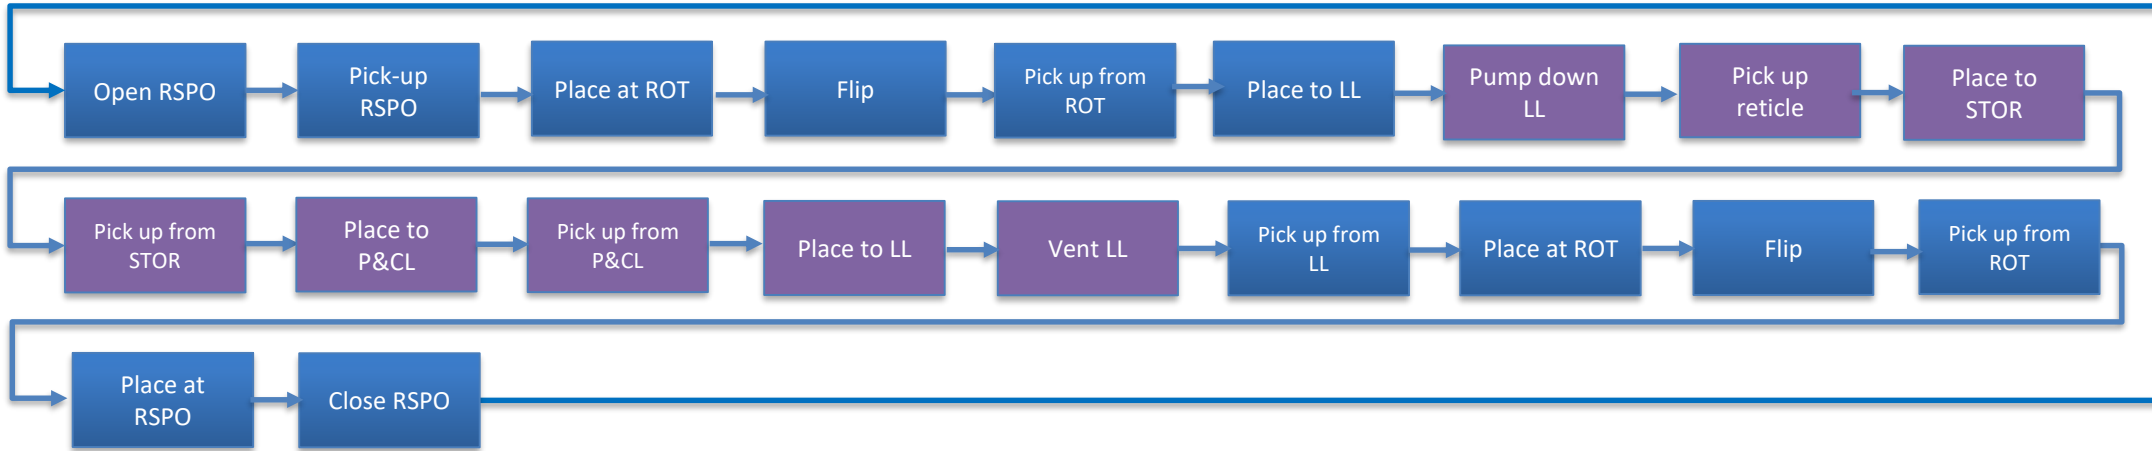 Open RSPO
Pick-up
RSPO
Place at ROT
Flip
Pick up from
ROT
Place to LL
Pump down
LL
Pick up
reticle
Place to
STOR
Pick up from
STOR
Place to
P&CL
Pick up from
P&CL
Place to LL
Vent LL
Pick up from
LL
Place at ROT
Flip
Pick up from
ROT
Place at
RSPO
Close RSPO